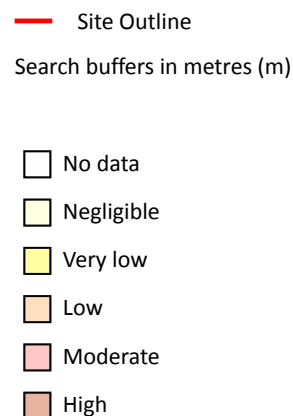 Site Outline
Search buffers in metres (m)
No data
Negligible
Very low
Low
Moderate
High